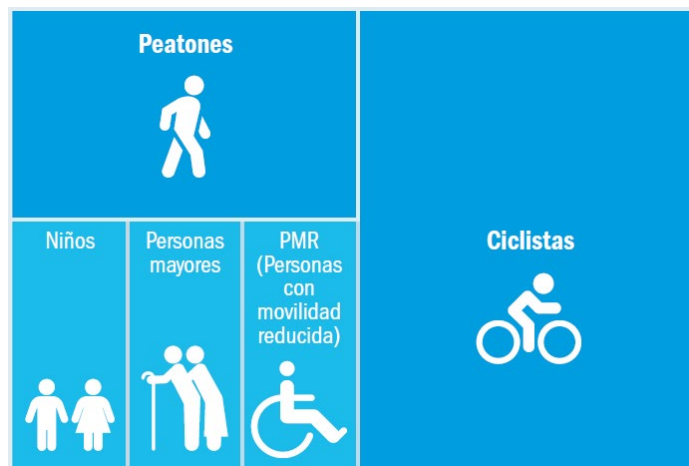 Peatones
Niños
Personas
mayores
PMR
(Personas
con
movilidad
reducida)
Ciclistas